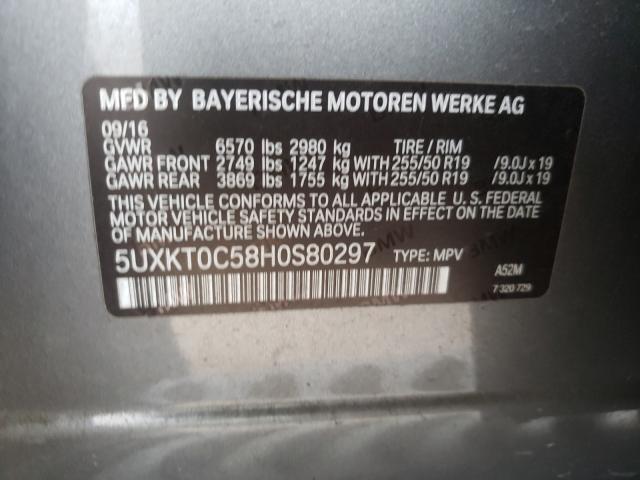 MFD BY BAYERISCHE MOTOREN WERKE AG
09/16
GVWR 6570 lbs 2980 kg TIRE / RIM
GAWR FRONT 2749 lbs 1247 kg WITH 255/50 R19 /9.0J x 19
GAWR REAR 3869 lbs 1755 kg WITH 255/50 R19 /9.0J x 19
THIS VEHICLE CONFORMS TO ALL APPLICABLE U. S. FEDERAL
MOTOR VEHICLE SAFETY STANDARDS IN EFFECT ON THE DATE OF
MANUFACTURE SHOWN ABOVE.
5UXKT0C58H0S80297 TYPE: MPV
A52M
7 320 729